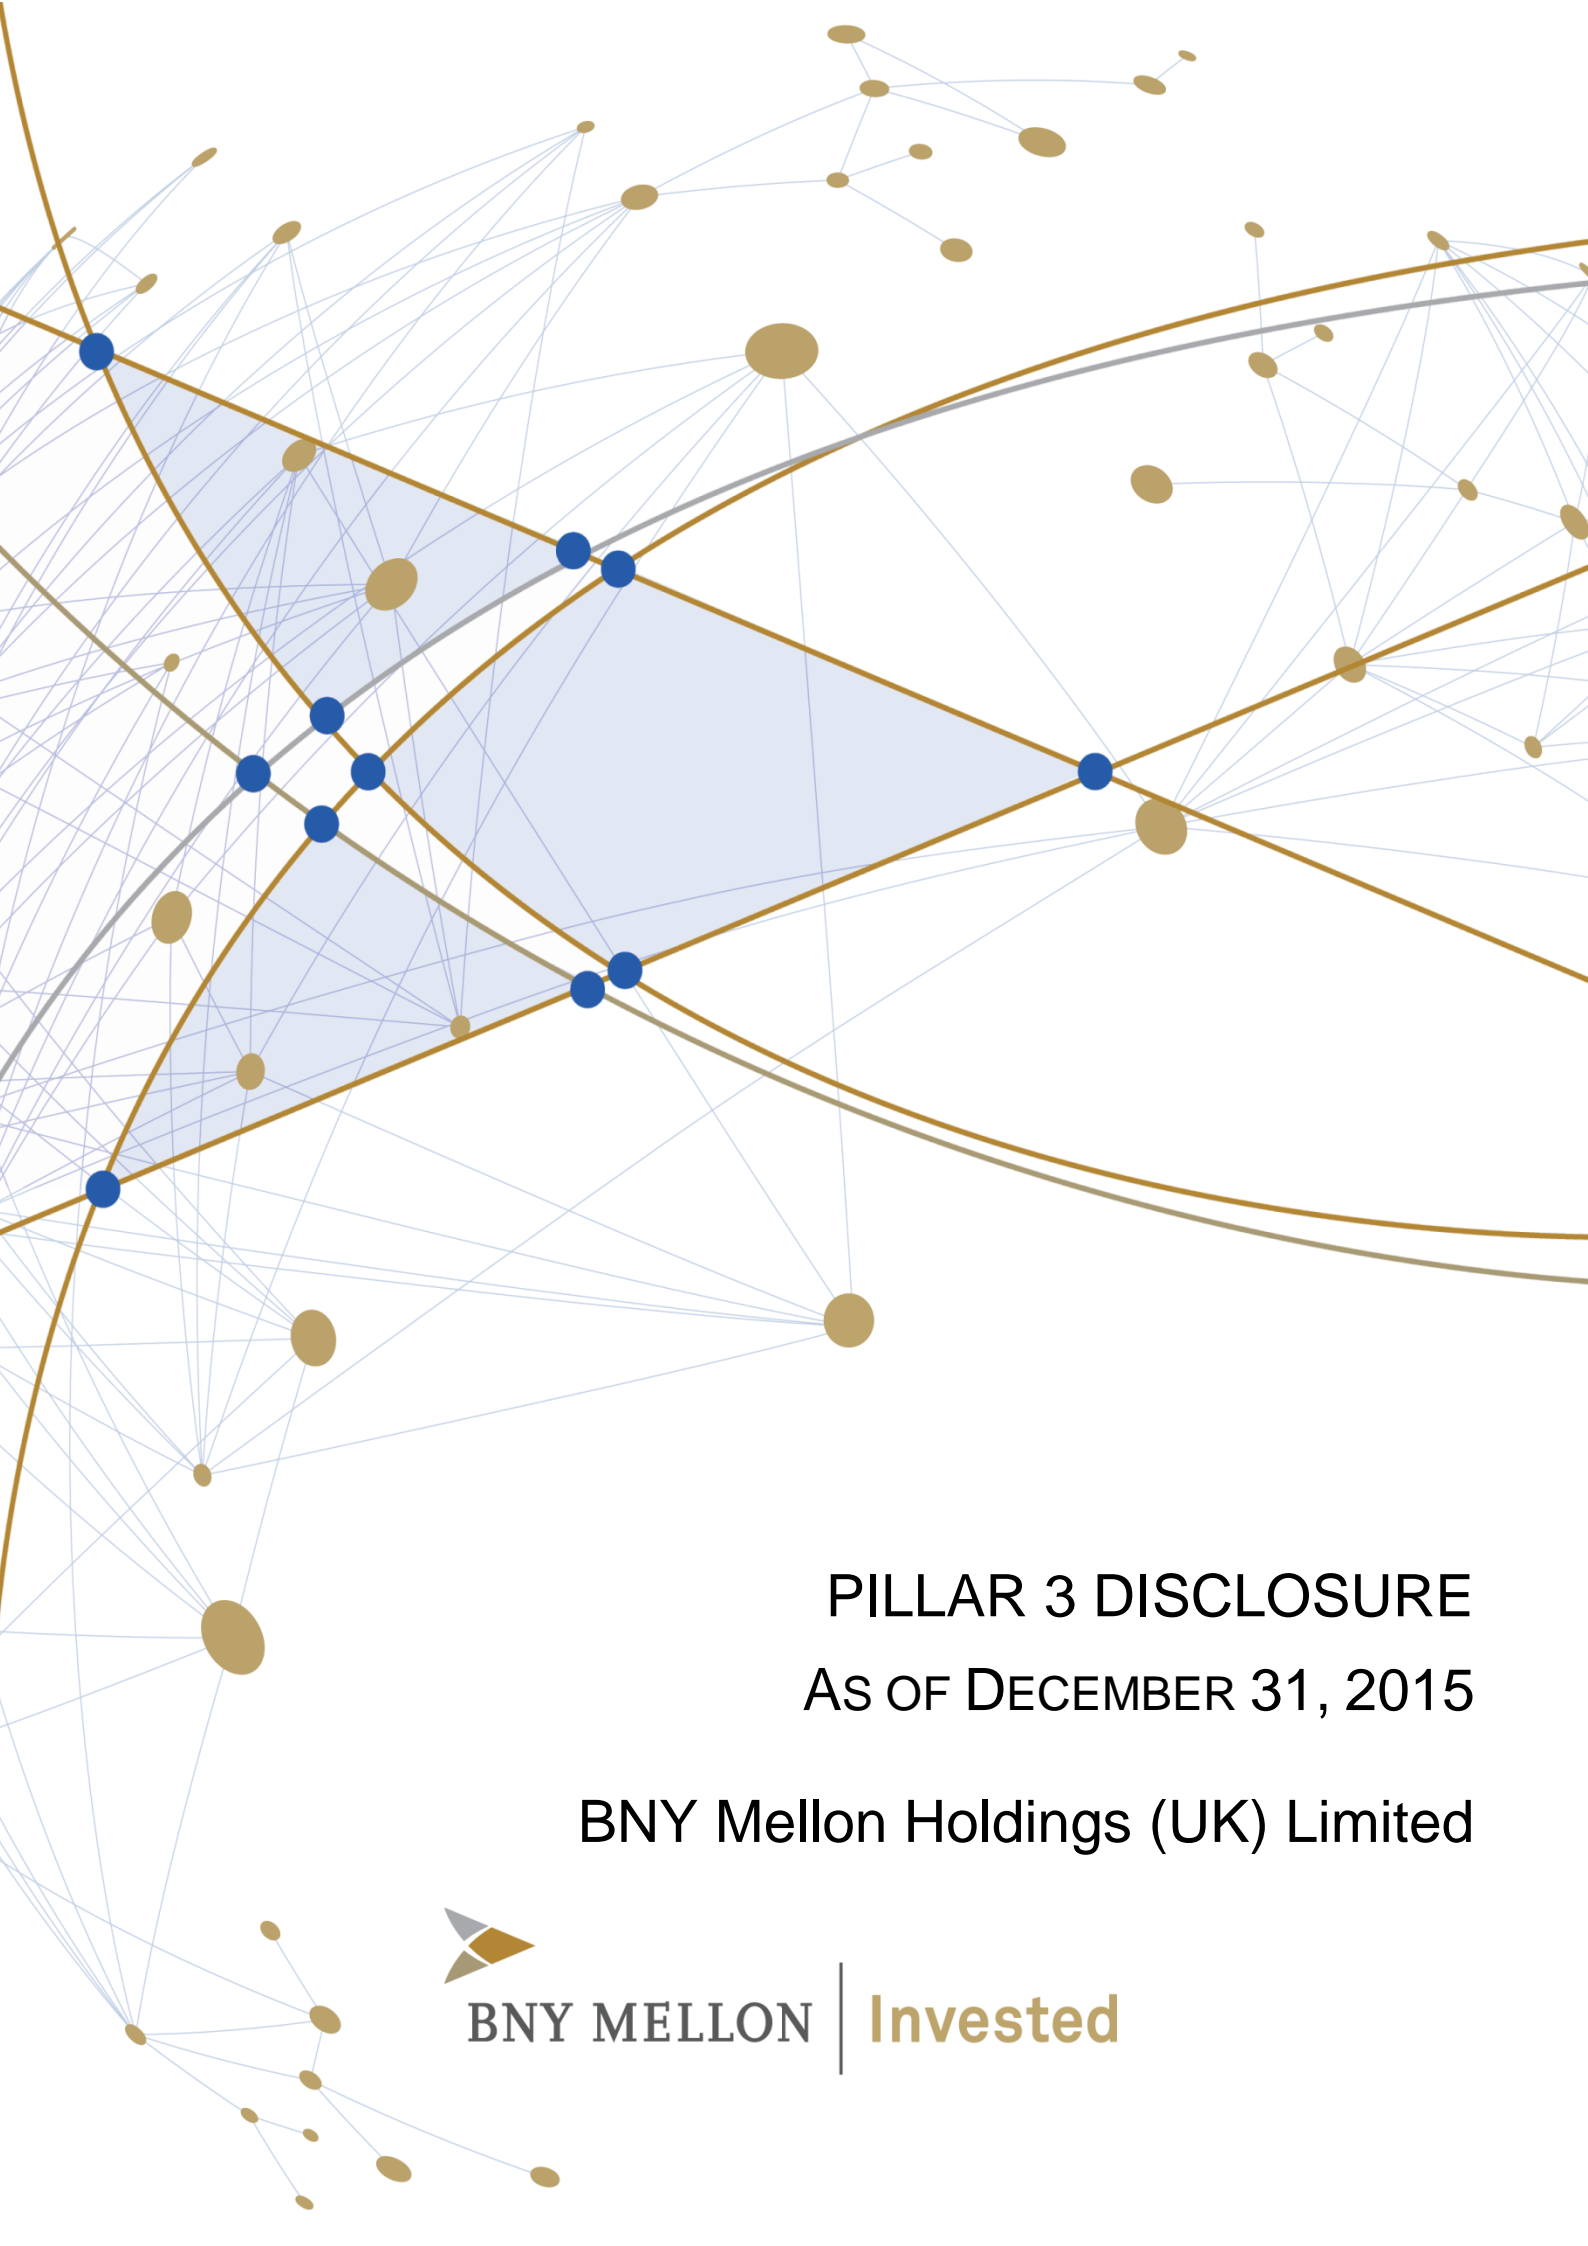 PILLAR 3 DISCLOSURE
AS OF DECEMBER 31, 2015
BNY Mellon Holdings (UK) Limited
BNY MELLON | Invested